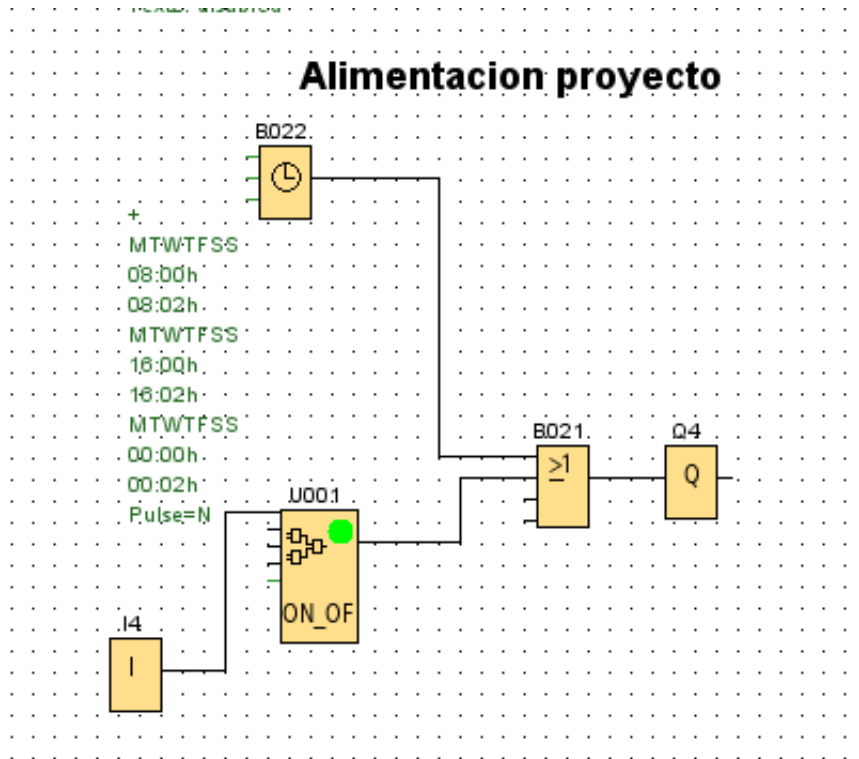 Alimentacion proyecto
B022
+
MTWTFSS
08:00h
08:02h
MTWTFSS
16:00h
16:02h
MTWTFSS
00:00h
00:02h
Pulse=N
B021
>1
Q4
Q
U001
ON_OF
I4
I